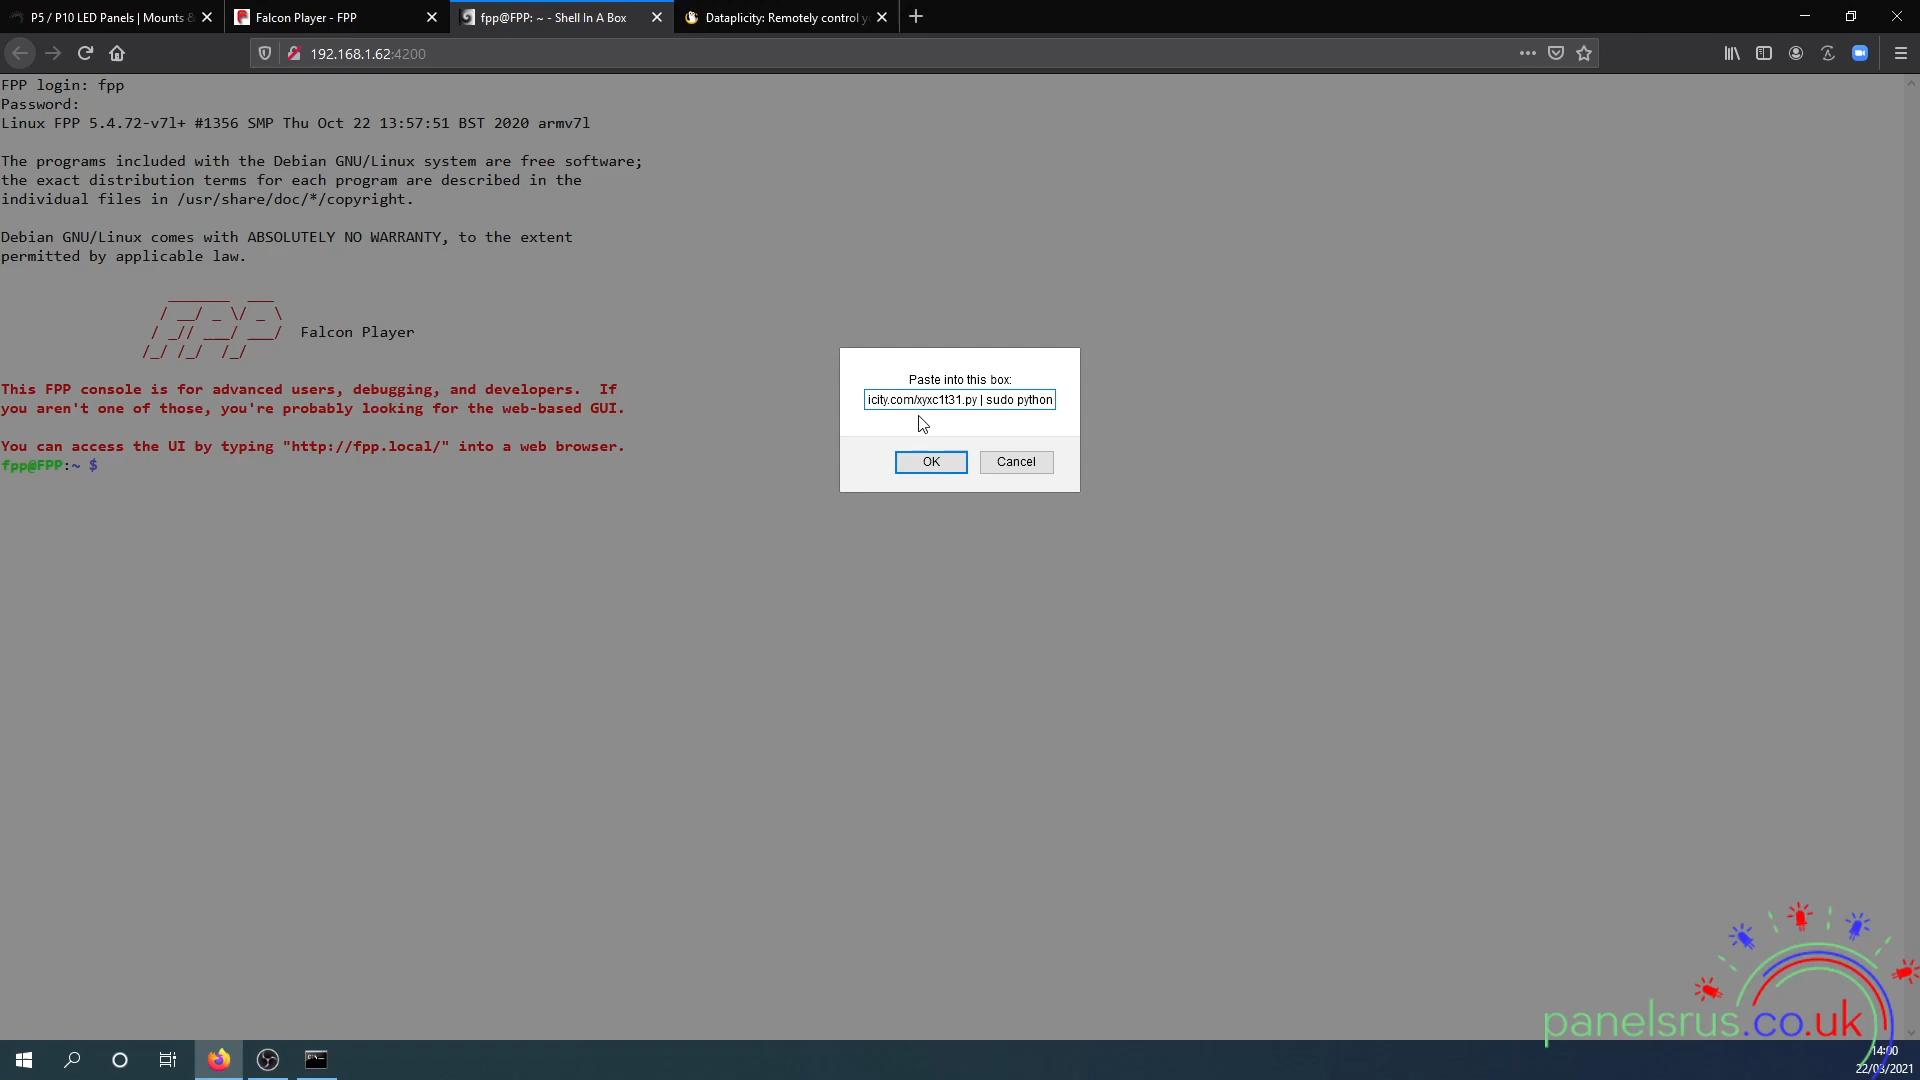 P5 / P10 LED Panels | Mounts &
Falcon Player - FPP
fpp@FPP: ~ - Shell In A Box
Dataplicity: Remotely control y
192.168.1.62:4200
FPP login: fpp
Password:
Linux FPP 5.4.72-v7l+ #1356 SMP Thu Oct 22 13:57:51 BST 2020 armv7l
The programs included with the Debian GNU/Linux system are free software;
the exact distribution terms for each program are described in the
individual files in /usr/share/doc/*/copyright.
Debian GNU/Linux comes with ABSOLUTELY NO WARRANTY, to the extent
permitted by applicable law.
Falcon Player
This FPP console is for advanced users, debugging, and developers.  If
you aren't one of those, you're probably looking for the web-based GUI.
You can access the UI by typing "http://fpp.local/" into a web browser.
fpp@FPP:~ $
Paste into this box:
icity.com/xyxc1t31.py | sudo python
OK
Cancel
panelsrus.co.uk
14:00
22/03/2021